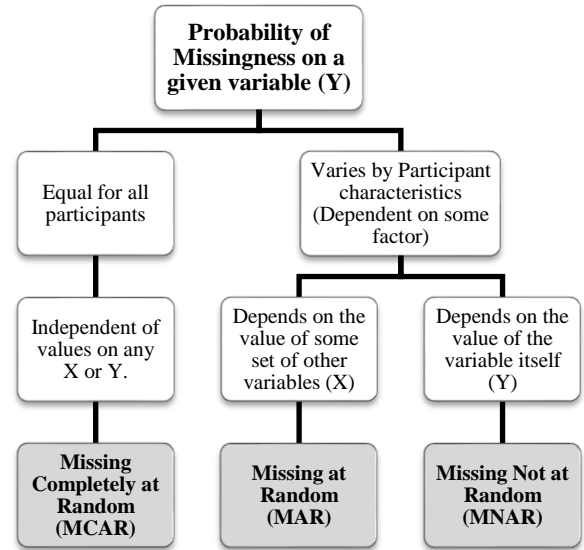 Probability of
Missingness on a
given variable (Y)
Equal for all
participants
Varies by Participant
characteristics
(Dependent on some
factor)
Independent of
values on any
X or Y.
Depends on the
value of some
set of other
variables (X)
Depends on the
value of the
variable itself
(Y)
Missing
Completely at
Random
(MCAR)
Missing at
Random
(MAR)
Missing Not at
Random
(MNAR)